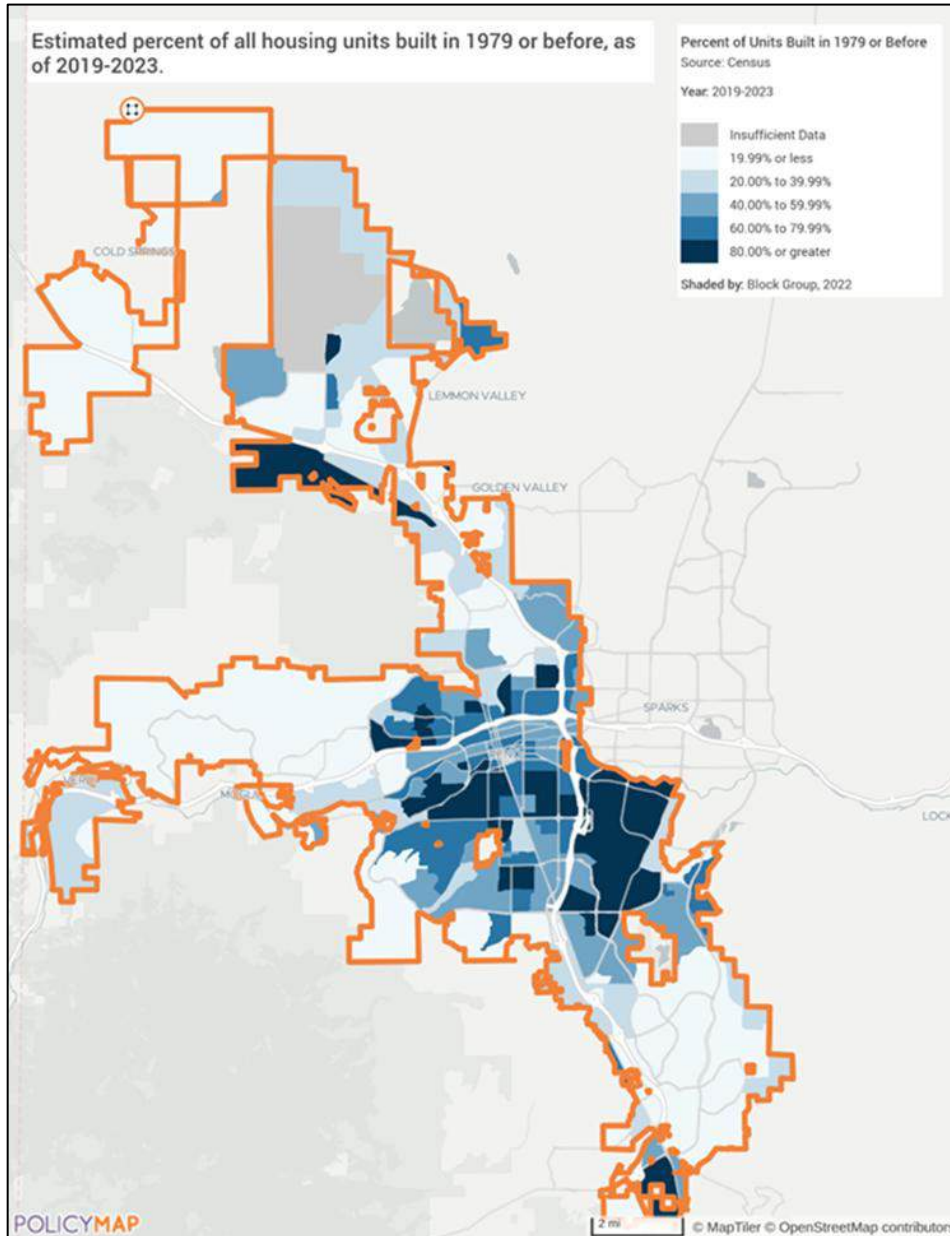 Estimated percent of all housing units built in 1979 or before, as
of 2019-2023.
Percent of Units Built in 1979 or Before
Source: Census
Year: 2019-2023
Insufficient Data
19.99% or less
20.00% to 39.99%
40.00% to 59.99%
60.00% to 79.99%
80.00% or greater
Shaded by: Block Group, 2022
COLD SPRINGS
LEMMON VALLEY
GOLDEN VALLEY
SPARKS
LOCK
POLICYMAP
2 mi
© MapTiler © OpenStreetMap contributors